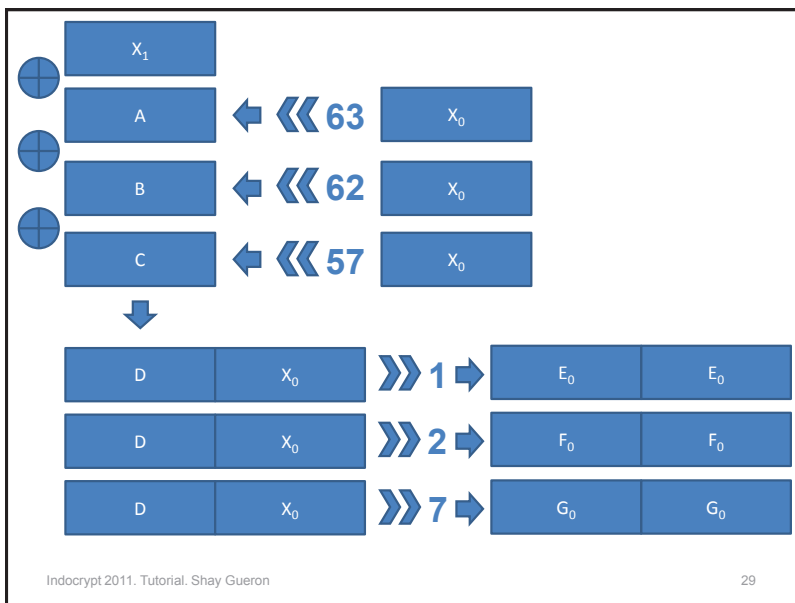 X₁
A 63 X₀
B 62 X₀
C 57 X₀
D X₀ 1 E₀ E₀
D X₀ 2 F₀ F₀
D X₀ 7 G₀ G₀
Indocrypt 2011. Tutorial. Shay Gueron 29